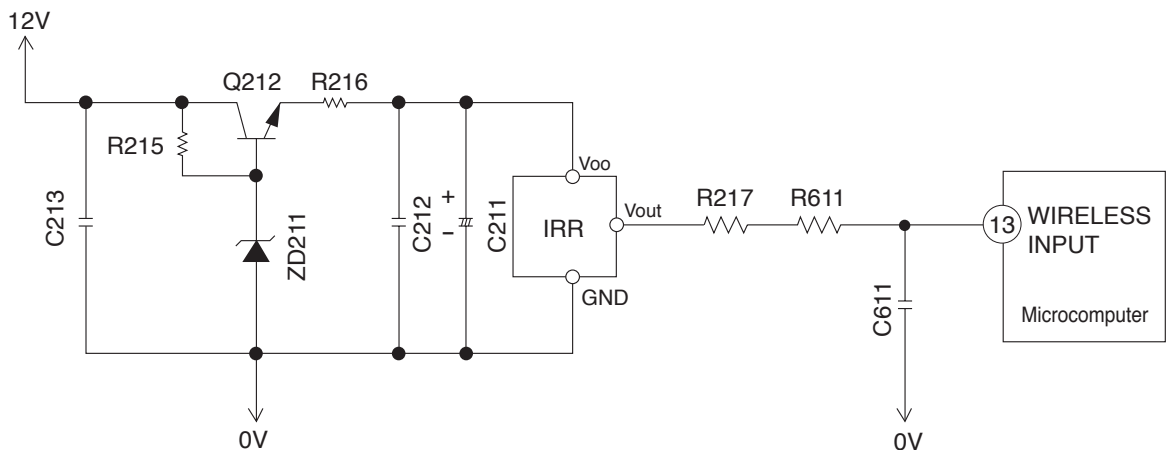 12V
Q212
R216
R215
C213
ZD211
C212
+
-
C211
Voo
IRR
Vout
GND
R217
R611
13
WIRELESS
INPUT
C611
Microcomputer
0V
0V